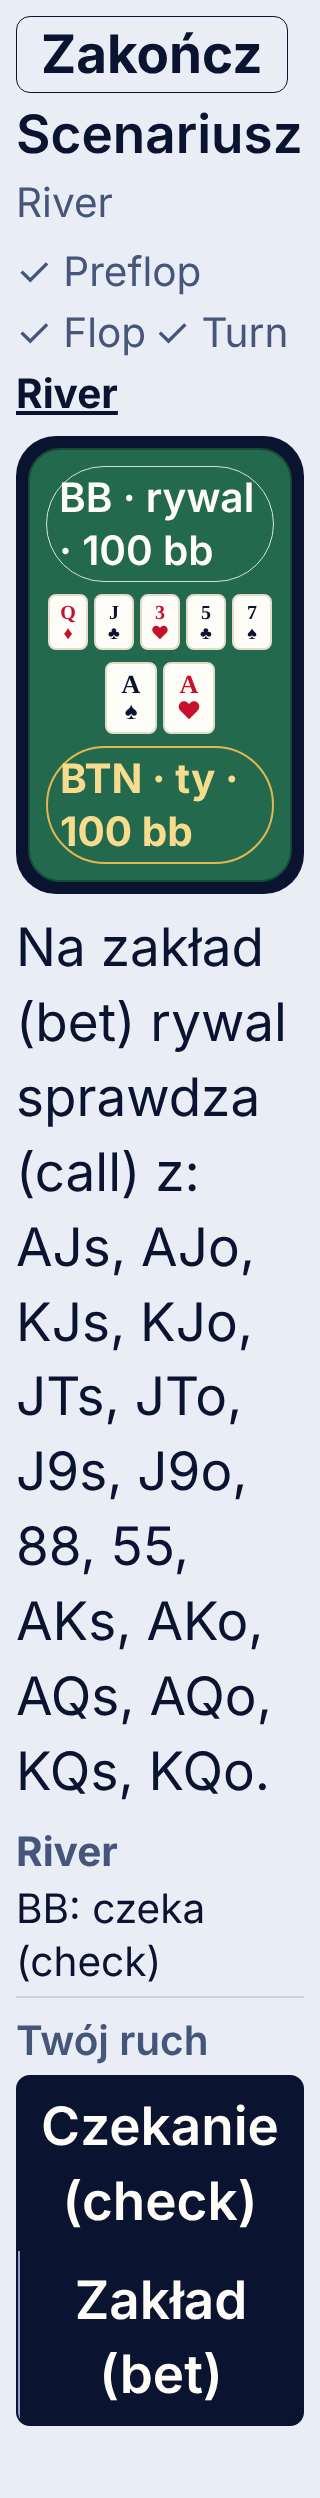 Zakończ
Scenariusz
River
✓ Preflop
✓ Flop ✓ Turn
River
BB · rywal
· 100 bb
Q♦ J♣ 3♥ 5♣ 7♠
A♠ A♥
BTN · ty ·
100 bb
Na zakład
(bet) rywal
sprawdza
(call) z:
AJs, AJo,
KJs, KJo,
JTs, JTo,
J9s, J9o,
88, 55,
AKs, AKo,
AQs, AQo,
KQs, KQo.
River
BB: czeka
(check)
Twój ruch
Czekanie
(check)
Zakład
(bet)